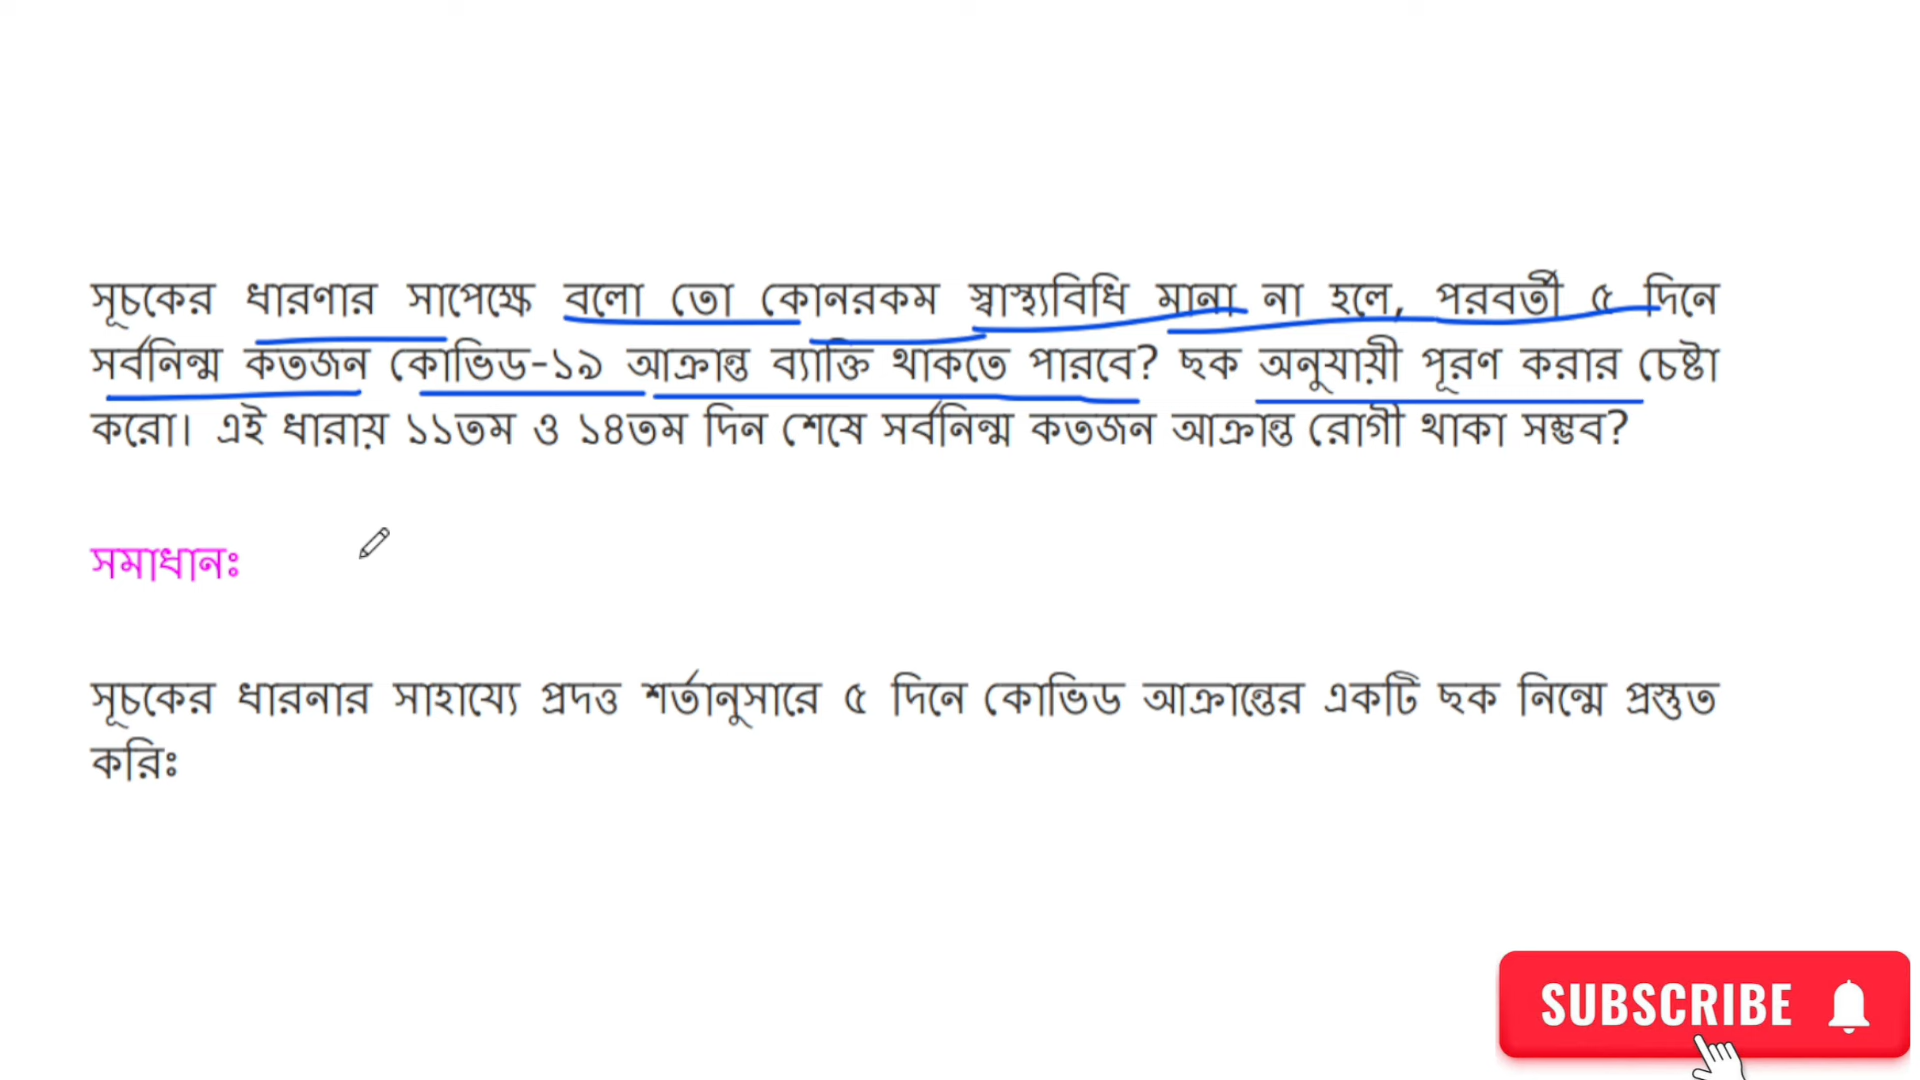 সূচকের ধারণার সাপেক্ষে বলো তো কোনরকম স্বাস্থ্যবিধি মানা না হলে, পরবর্তী ৫ দিনে
সর্বনিন্ম কতজন কোভিড-১৯ আক্রান্ত ব্যাক্তি থাকতে পারবে? ছক অনুযায়ী পূরণ করার চেষ্টা
করো। এই ধারায় ১১তম ও ১৪তম দিন শেষে সর্বনিন্ম কতজন আক্রান্ত রোগী থাকা সম্ভব?
সমাধানঃ
সূচকের ধারনার সাহায্যে প্রদত্ত শর্তানুসারে ৫ দিনে কোভিড আক্রান্তের একটি ছক নিন্মে প্রস্তুত
করিঃ
SUBSCRIBE